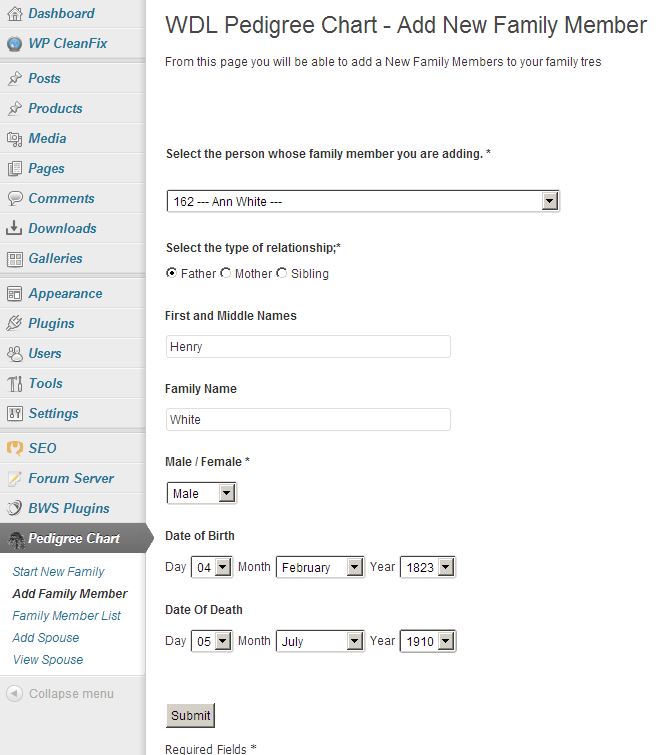 Dashboard
WP CleanFix
Posts
Products
Media
Pages
Comments
Downloads
Galleries
Appearance
Plugins
Users
Tools
Settings
SEO
Forum Server
BWS Plugins
Pedigree Chart
Start New Family
Add Family Member
Family Member List
Add Spouse
View Spouse
Collapse menu
WDL Pedigree Chart - Add New Family Member
From this page you will be able to add a New Family Members to your family tres
Select the person whose family member you are adding. *
162 --- Ann White ---
Select the type of relationship;*
Father Mother Sibling
First and Middle Names
Henry
Family Name
White
Male / Female *
Male
Date of Birth
Day 04 Month February Year 1823
Date Of Death
Day 05 Month July Year 1910
Submit
Required Fields *